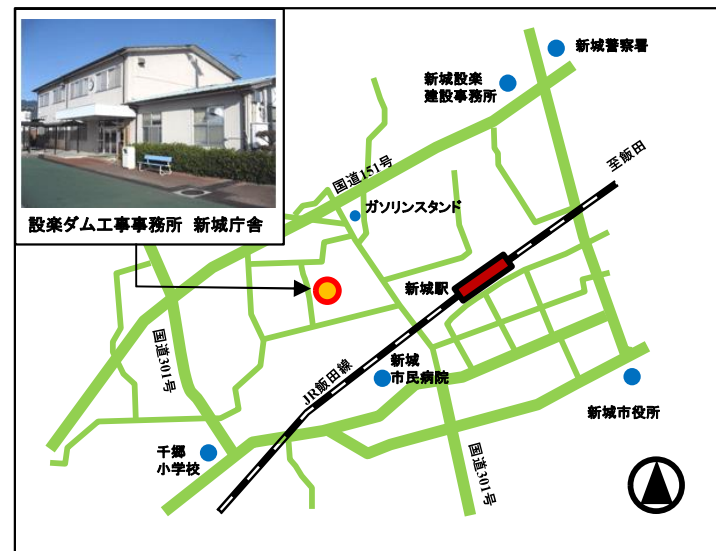 新城警察署
新城設楽
建設事務所
至飯田
国道151号
ガソリンスタンド
設楽ダム工事事務所 新城庁舎
新城駅
国道301号
JR飯田線
新城
市民病院
新城市役所
千郷
小学校
国道301号